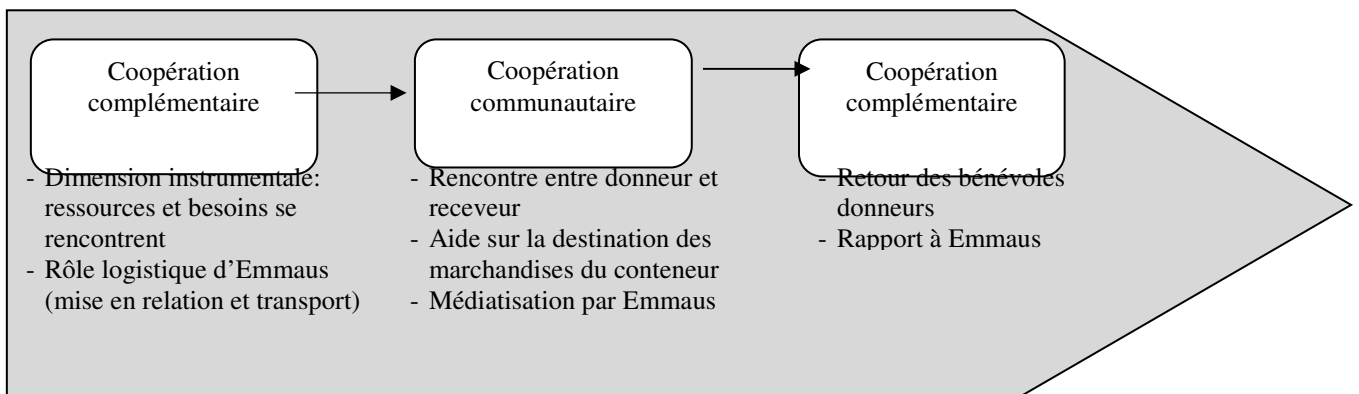 Coopération
complémentaire
- Dimension instrumentale:
ressources et besoins se
rencontrent
- Rôle logistique d'Emmaus
(mise en relation et transport)
Coopération
communautaire
- Rencontre entre donneur et
receveur
- Aide sur la destination des
marchandises du conteneur
- Médiatisation par Emmaus
Coopération
complémentaire
- Retour des bénévoles
donneurs
- Rapport à Emmaus